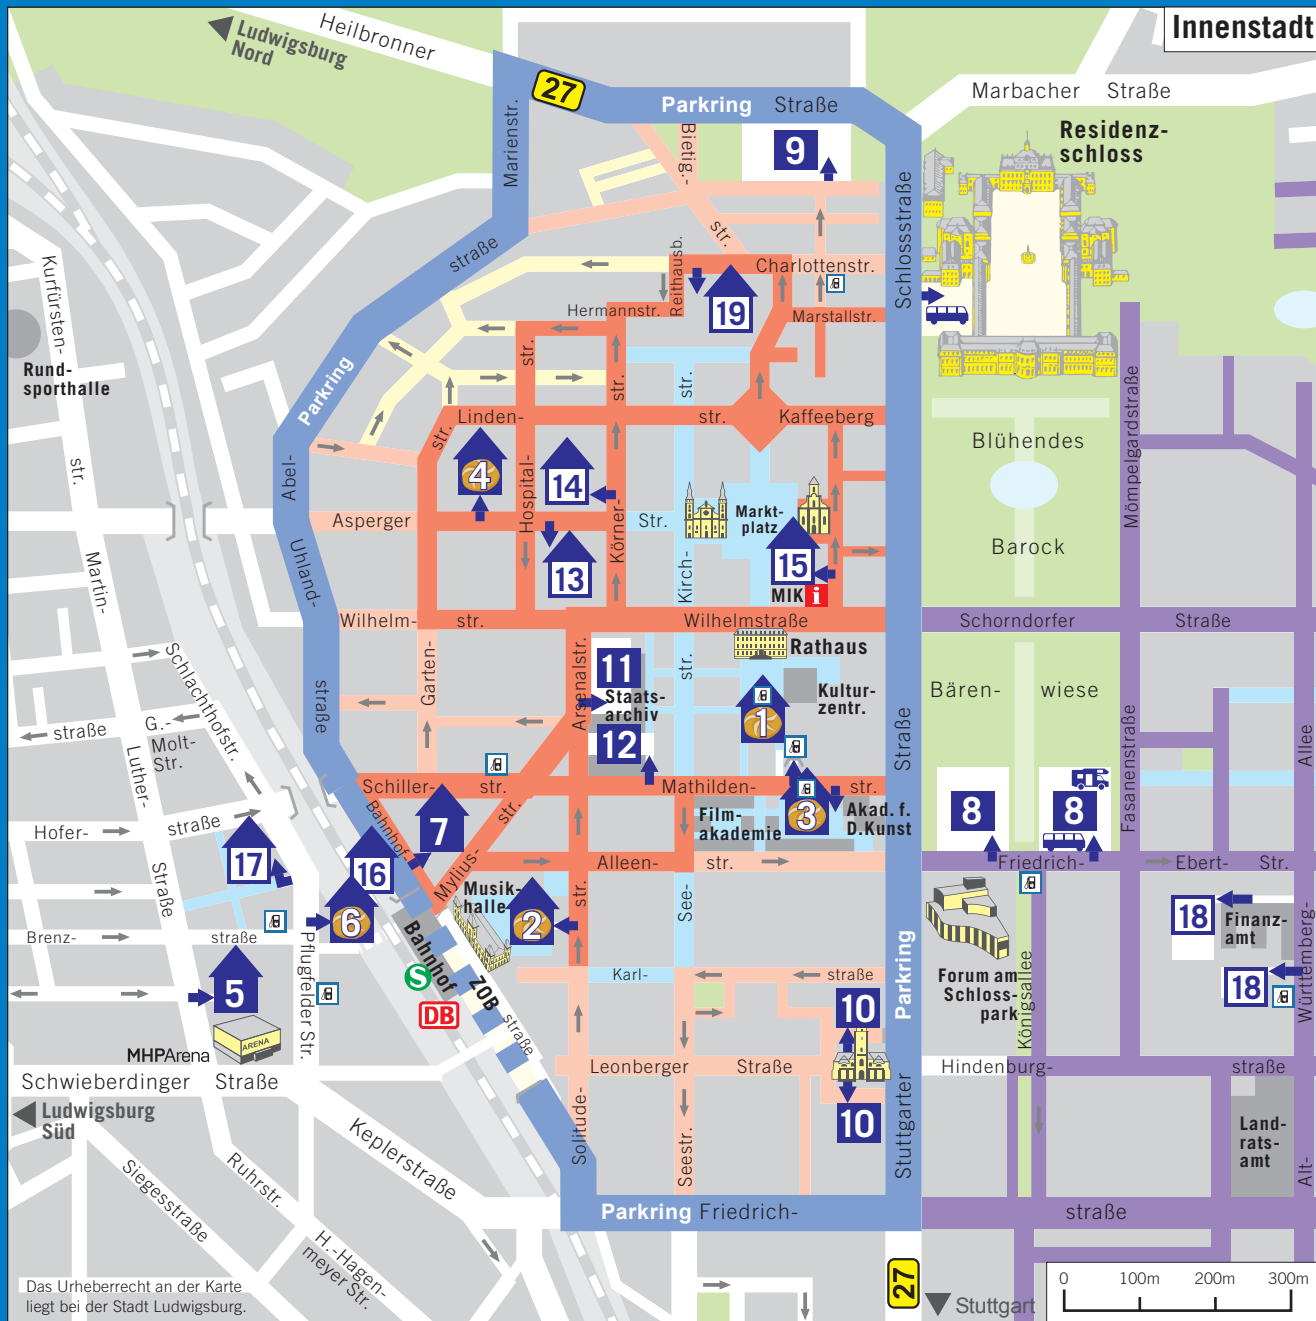 Innenstadt
Heilbronner
Ludwigsburg
Nord
27
Parkring Straße
Marbacher Straße
Residenz-
schloss
Marienstr.
Bietig.-
str.
9
Schlossstraße
straße
Reithausb.
Charlottenstr.
Hermannstr.
19
Marstallstr.
Kurfürsten-
str.
Rund-
sporthalle
Parkring
str.
str.
str.
Linden-
str.
Kaffeeberg
str.
Blühendes
Barock
Mömpelgardstraße
4
14
Hospital-
Körner-
Abel-
Asperger
Str.
Markt-
platz
13
15
MIK i
Kirch-
Uhland-
straße
Martin-
Luther-
Straße
Wilhelm-
str.
Wilhelmstraße
Schorndorfer
Straße
Rathaus
Garten-
Arsenalstr.
11
Staats-
archiv
12
str.
Kultur-
zentr.
1
Bären-
wiese
Schlachthofstr.
straße
G.-
Molt-
Str.
Straße
Fasanenstraße
Allee
Schiller-
str.
Mathilden-
str.
Hofer-
straße
Bahnhof-
7
str.
Mylius-
Film-
akademie
3
Akad. f.
D.Kunst
8
8
17
16
Alleen-
str.
Friedrich-
Ebert-
Str.
6
Musik-
halle
2
str.
See-
18
Finanz-
amt
Brenz-
straße
Pflugfelder Str.
Bahnhof
ZOB
S
DB
straße
Karl-
straße
Parkring
Forum am
Schloss-
park
Königsallee
18
Württemberg-
5
ARENA
MHPArena
10
Leonberger
Straße
10
Hindenburg-
straße
Schwieberdinger
Straße
Ludwigsburg
Süd
Solitude-
Seestr.
Stuttgarter
Land-
rats-
amt
Alt-
Keplerstraße
Siegesstraße
Ruhrstr.
H.-Hagen-
meyer Str.
Parkring Friedrich-
straße
Das Urheberrecht an der Karte
liegt bei der Stadt Ludwigsburg.
27
Stuttgart
0 100m 200m 300m